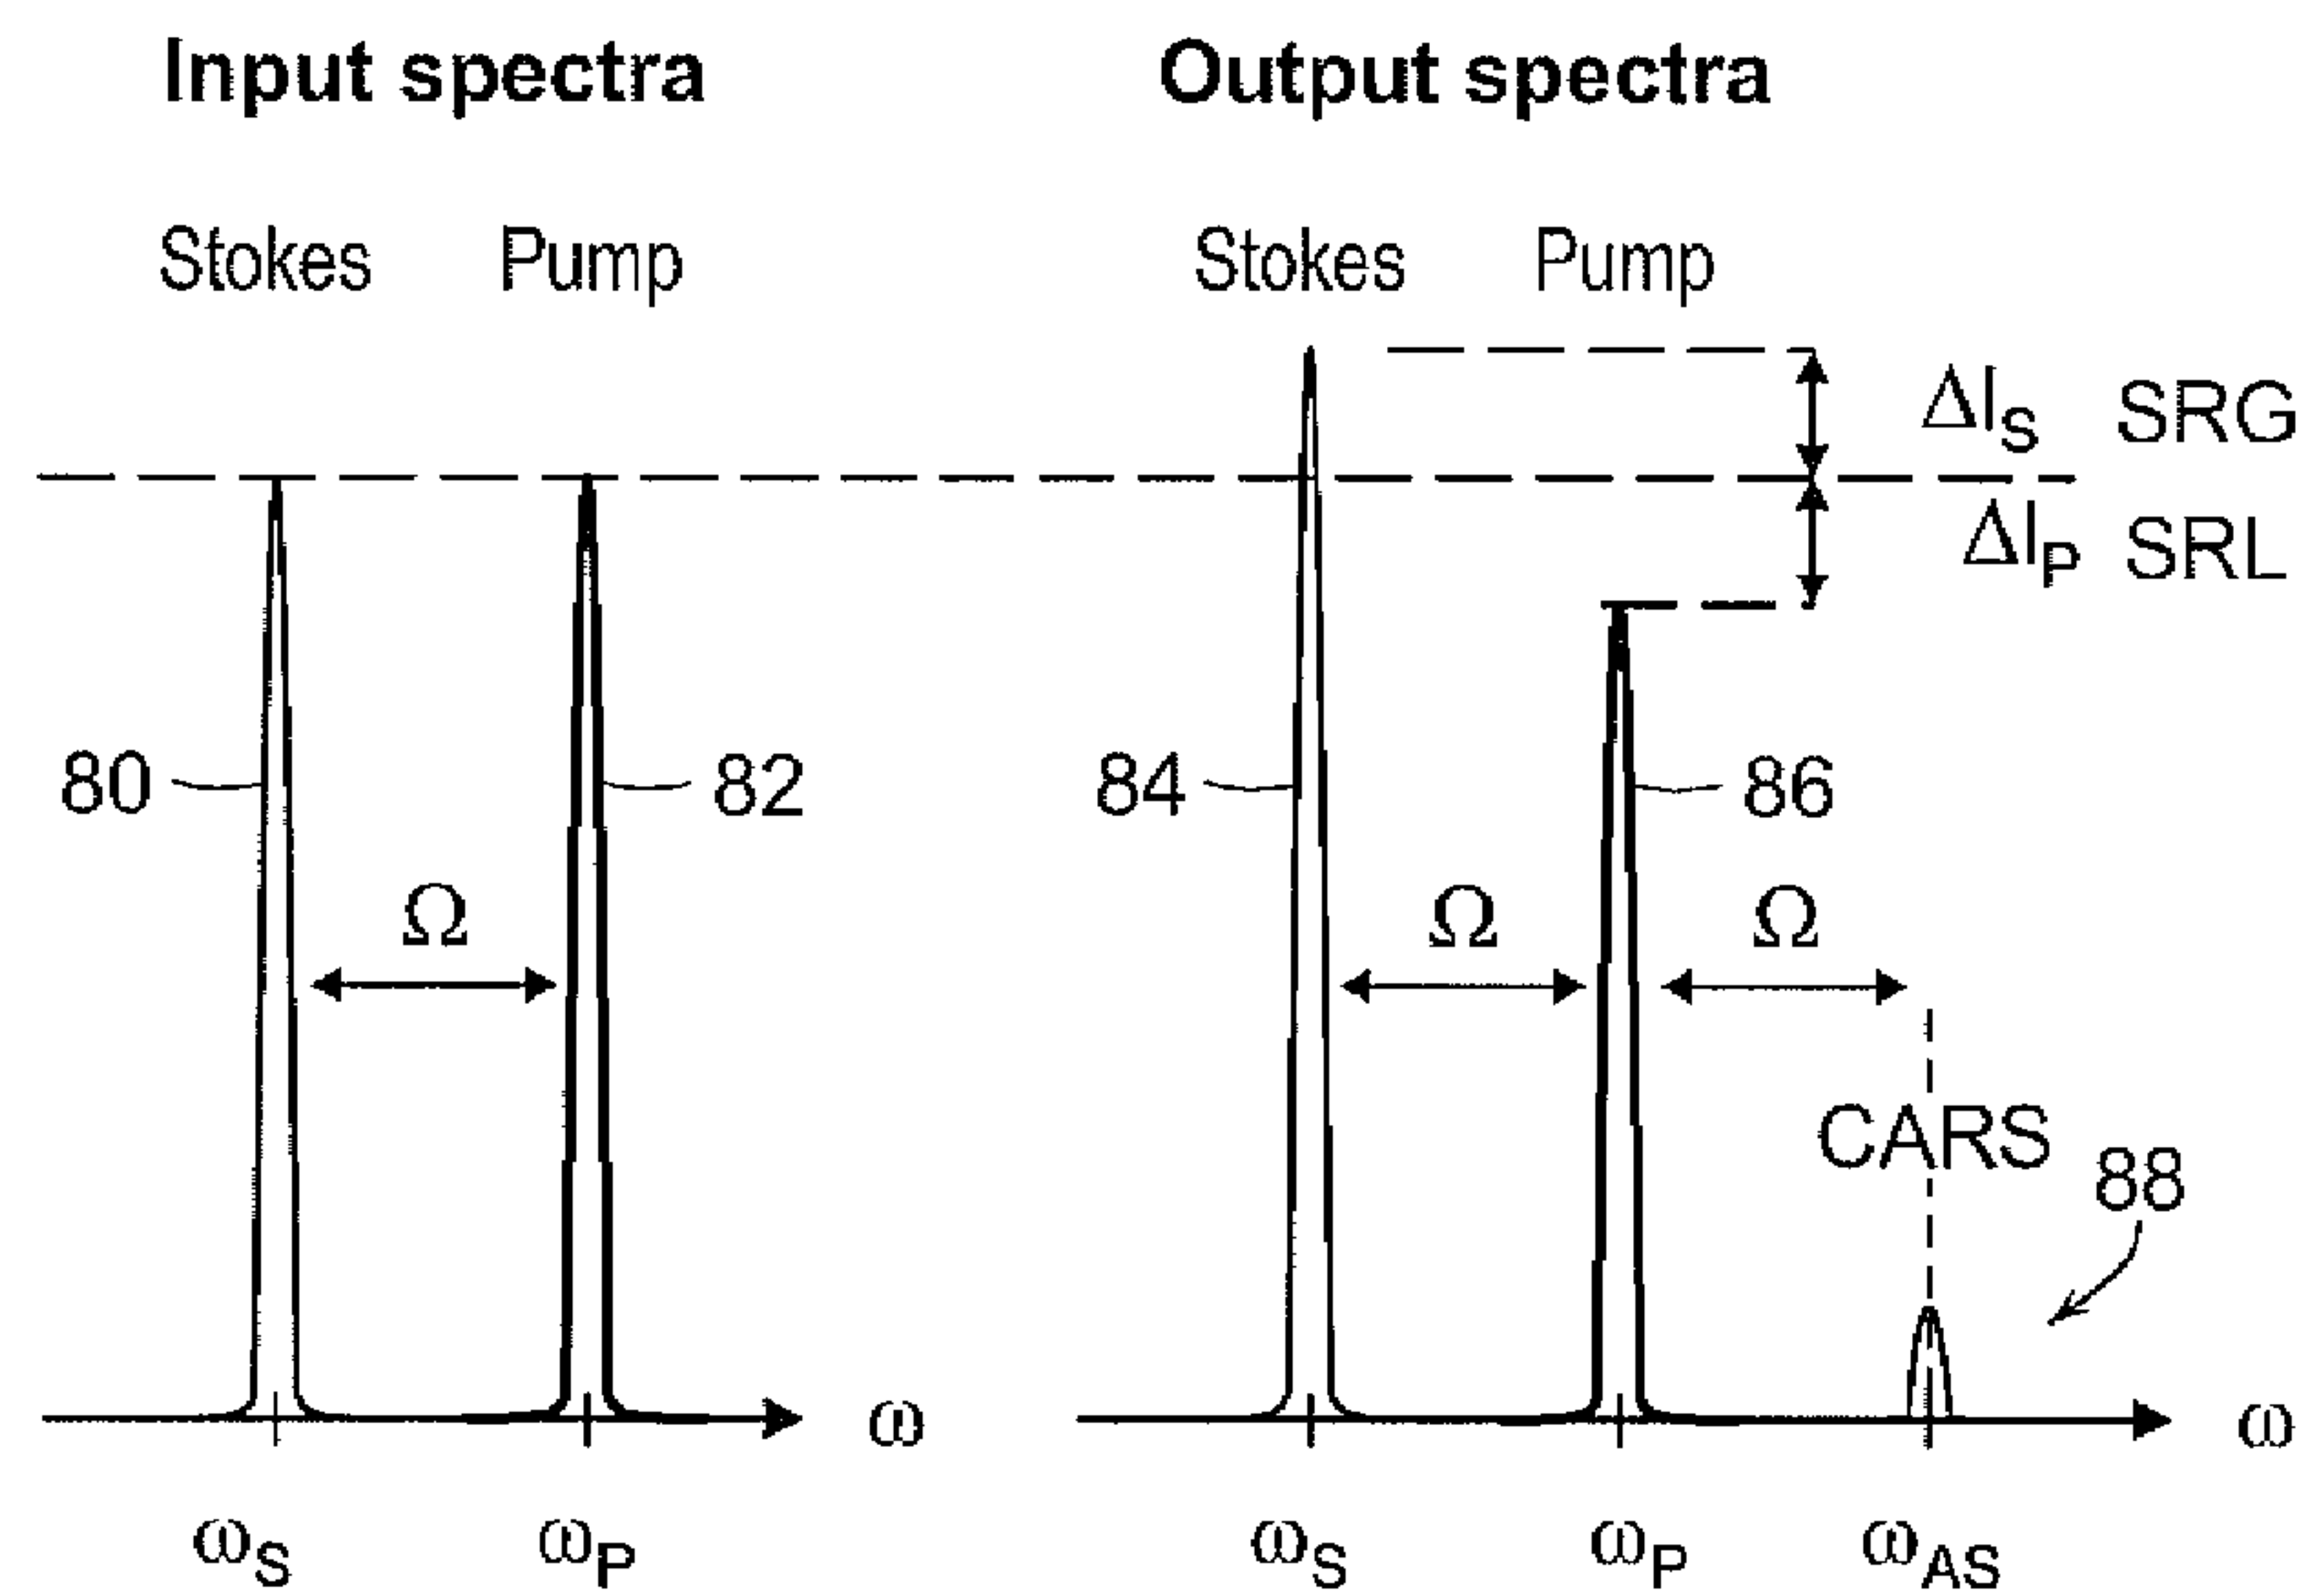 Input spectra
Output spectra
Stokes Pump
Stokes Pump
ΔIS SRG
ΔIP SRL
80
82
84
86
Ω
Ω
Ω
CARS
88
ω
ω
ωS ωP
ωS ωP ωAS